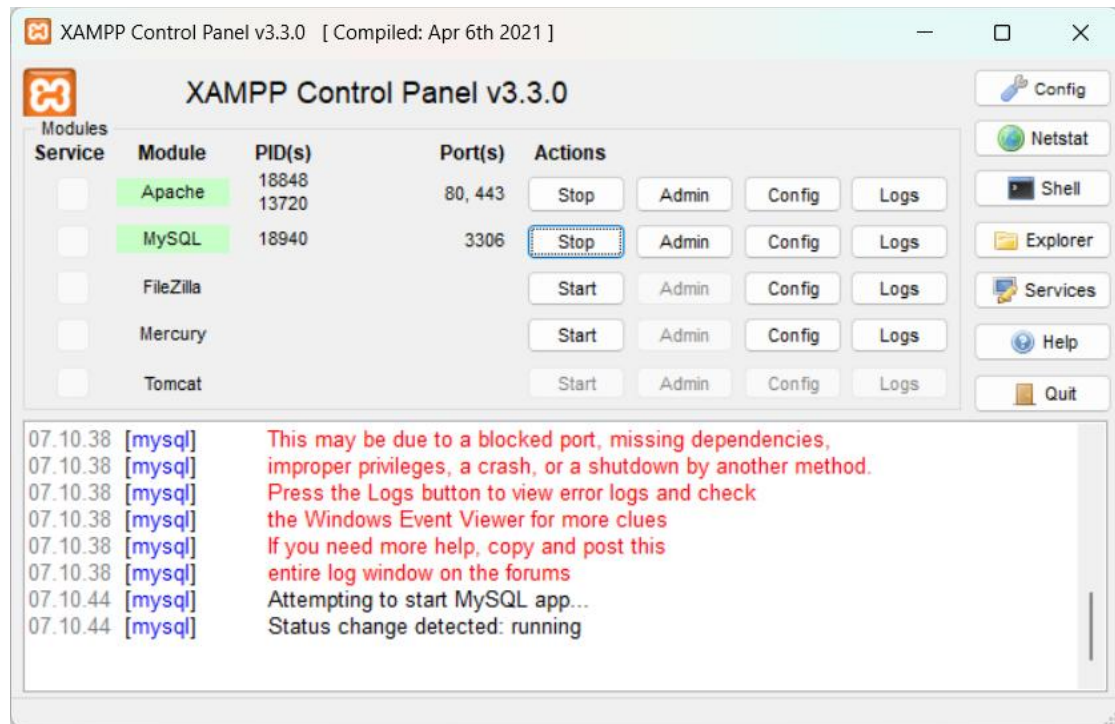 XAMPP Control Panel v3.3.0 [ Compiled: Apr 6th 2021 ]
XAMPP Control Panel v3.3.0
Config
Modules
Service Module PID(s) Port(s) Actions
Netstat
Apache 18848 13720 80, 443 Stop Admin Config Logs
Shell
MySQL 18940 3306 Stop Admin Config Logs
Explorer
FileZilla Start Admin Config Logs
Services
Mercury Start Admin Config Logs
Help
Tomcat Start Admin Config Logs
Quit
07.10.38 [mysql] This may be due to a blocked port, missing dependencies,
07.10.38 [mysql] improper privileges, a crash, or a shutdown by another method.
07.10.38 [mysql] Press the Logs button to view error logs and check
07.10.38 [mysql] the Windows Event Viewer for more clues
07.10.38 [mysql] If you need more help, copy and post this
07.10.38 [mysql] entire log window on the forums
07.10.44 [mysql] Attempting to start MySQL app...
07.10.44 [mysql] Status change detected: running